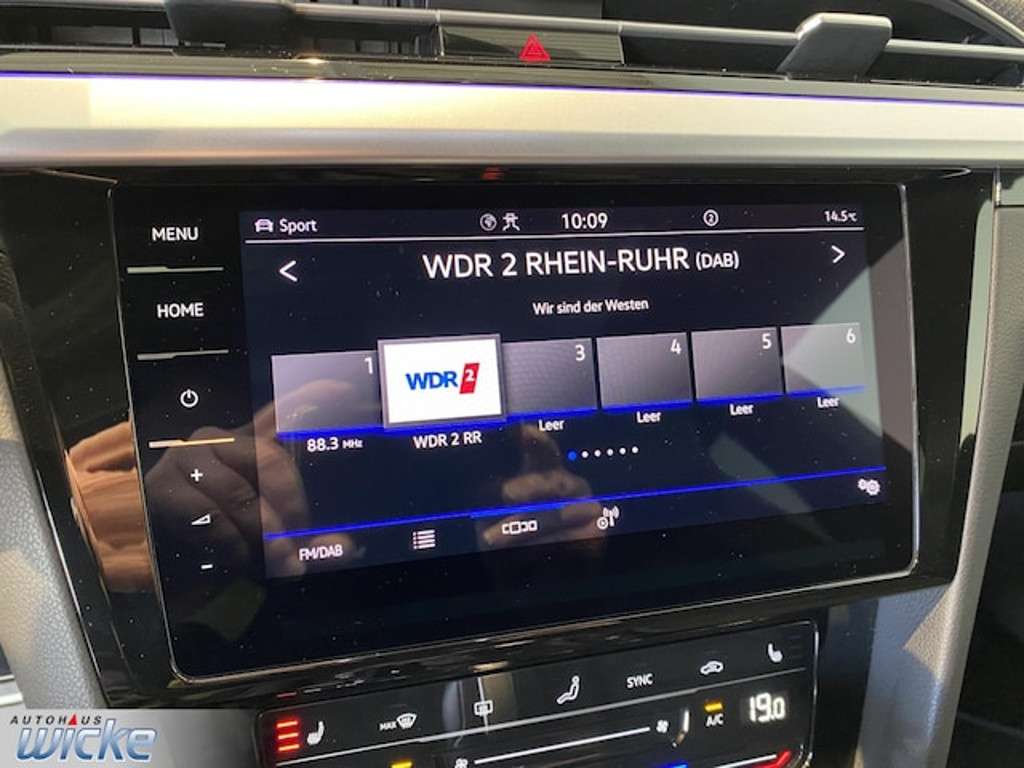 MENU
HOME
+
-
Sport
10:09
2
14.5°C
<
WDR 2 RHEIN-RUHR (DAB)
>
Wir sind der Westen
1
WDR 2
3
4
5
6
88.3 MHz
WDR 2 RR
Leer
Leer
Leer
Leer
FM/DAB
MAX
SYNC
A/C
19.0
AUTOHAUS
wicke